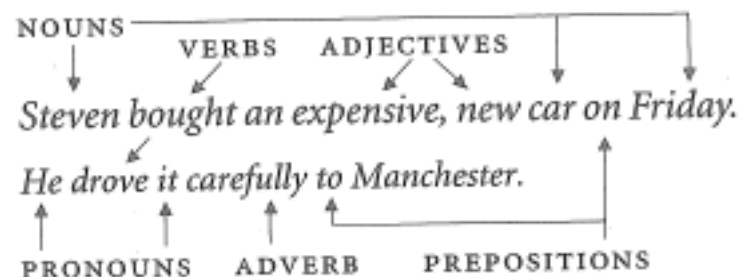 NOUNS
VERBS ADJECTIVES
Steven bought an expensive, new car on Friday.
He drove it carefully to Manchester.
PRONOUNS ADVERB PREPOSITIONS